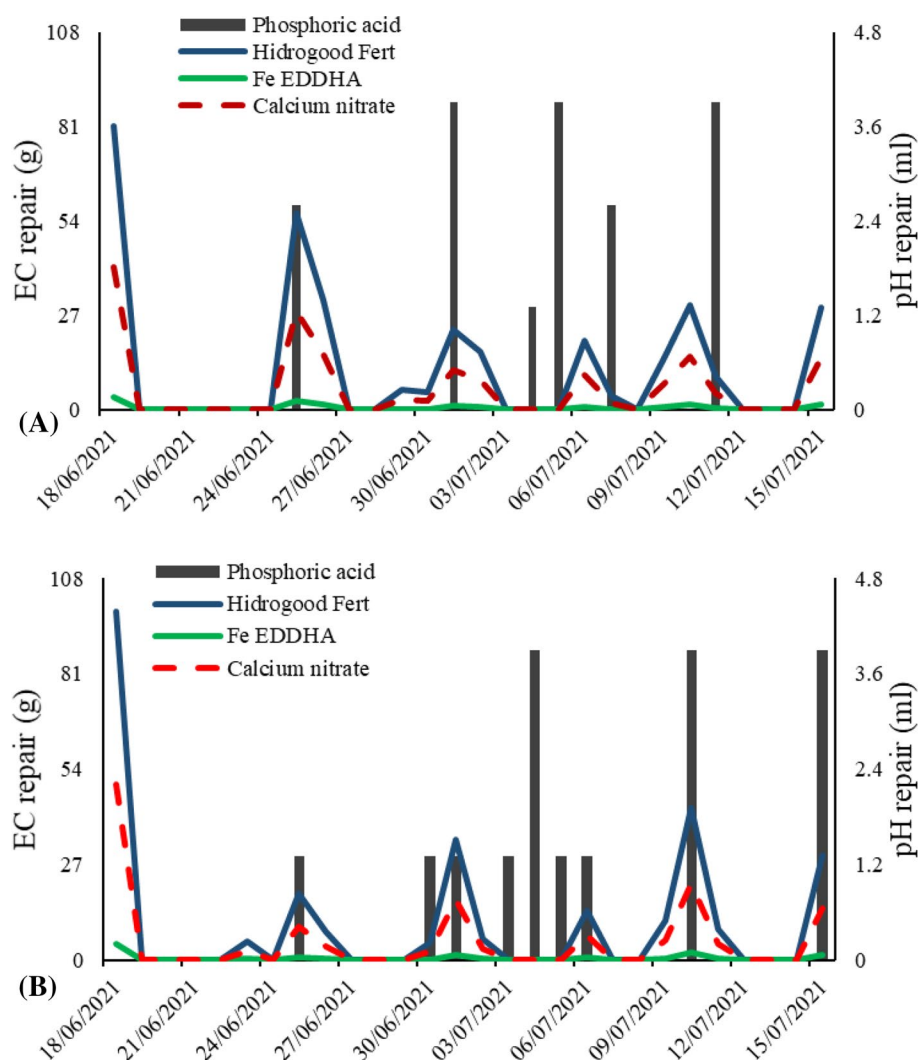 Phosphoric acid
Hidrogood Fert
Fe EDDHA
Calcium nitrate
108
81
54
27
0
EC repair (g)
4.8
3.6
2.4
1.2
0
pH repair (ml)
(A)
18/06/2021
21/06/2021
24/06/2021
27/06/2021
30/06/2021
03/07/2021
06/07/2021
09/07/2021
12/07/2021
15/07/2021
Phosphoric acid
Hidrogood Fert
Fe EDDHA
Calcium nitrate
108
81
54
27
0
EC repair (g)
4.8
3.6
2.4
1.2
0
pH repair (ml)
(B)
18/06/2021
21/06/2021
24/06/2021
27/06/2021
30/06/2021
03/07/2021
06/07/2021
09/07/2021
12/07/2021
15/07/2021